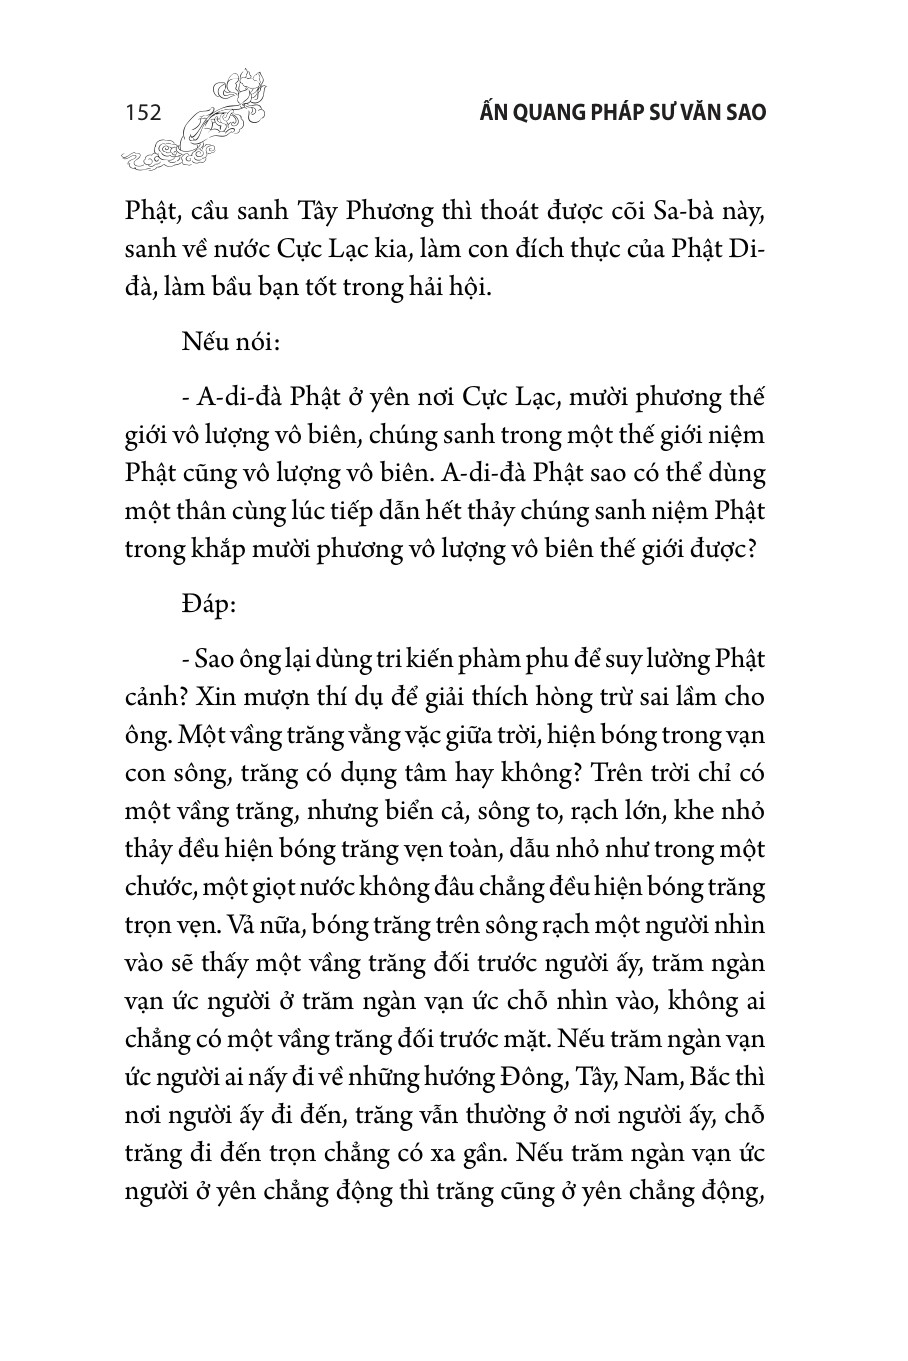 152
ẤN QUANG PHÁP SƯ VĂN SAO
Phật, cầu sanh Tây Phương thì thoát được cõi Sa-bà này,
sanh về nước Cực Lạc kia, làm con đích thực của Phật Di-
đà, làm bầu bạn tốt trong hải hội.
Nếu nói:
- A-di-đà Phật ở yên nơi Cực Lạc, mười phương thế
giới vô lượng vô biên, chúng sanh trong một thế giới niệm
Phật cũng vô lượng vô biên. A-di-đà Phật sao có thể dùng
một thân cùng lúc tiếp dẫn hết thảy chúng sanh niệm Phật
trong khắp mười phương vô lượng vô biên thế giới được?
Đáp:
- Sao ông lại dùng tri kiến phàm phu để suy lường Phật
cảnh? Xin mượn thí dụ để giải thích hòng trừ sai lầm cho
ông. Một vầng trăng vằng vặc giữa trời, hiện bóng trong vạn
con sông, trăng có dụng tâm hay không? Trên trời chỉ có
một vầng trăng, nhưng biển cả, sông to, rạch lớn, khe nhỏ
thảy đều hiện bóng trăng vẹn toàn, dẫu nhỏ như trong một
chước, một giọt nước không đâu chẳng đều hiện bóng trăng
trọn vẹn. Vả nữa, bóng trăng trên sông rạch một người nhìn
vào sẽ thấy một vầng trăng đối trước người ấy, trăm ngàn
vạn ức người ở trăm ngàn vạn ức chỗ nhìn vào, không ai
chẳng có một vầng trăng đối trước mặt. Nếu trăm ngàn vạn
ức người ai nấy đi về những hướng Đông, Tây, Nam, Bắc thì
nơi người ấy đi đến, trăng vẫn thường ở nơi người ấy, chỗ
trăng đi đến trọn chẳng có xa gần. Nếu trăm ngàn vạn ức
người ở yên chẳng động thì trăng cũng ở yên chẳng động,